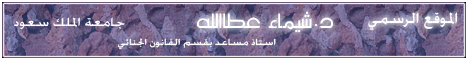 الموقع الرسمي
د.شيماء عطاالله
جامعة الملك سعود
استاذ مساعد بقسم القانون الجنائي